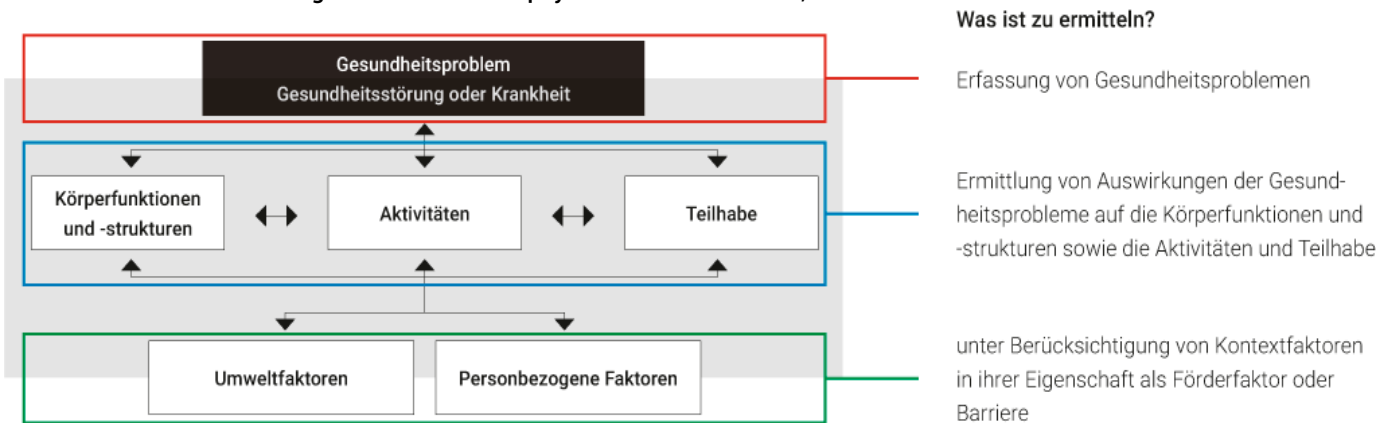 Was ist zu ermitteln?
Gesundheitsproblem
Gesundheitsstörung oder Krankheit
Erfassung von Gesundheitsproblemen
Körperfunktionen
und -strukturen
Aktivitäten
Teilhabe
Ermittlung von Auswirkungen der Gesund-
heitsprobleme auf die Körperfunktionen und
-strukturen sowie die Aktivitäten und Teilhabe
Umweltfaktoren
Personbezogene Faktoren
unter Berücksichtigung von Kontextfaktoren
in ihrer Eigenschaft als Förderfaktor oder
Barriere